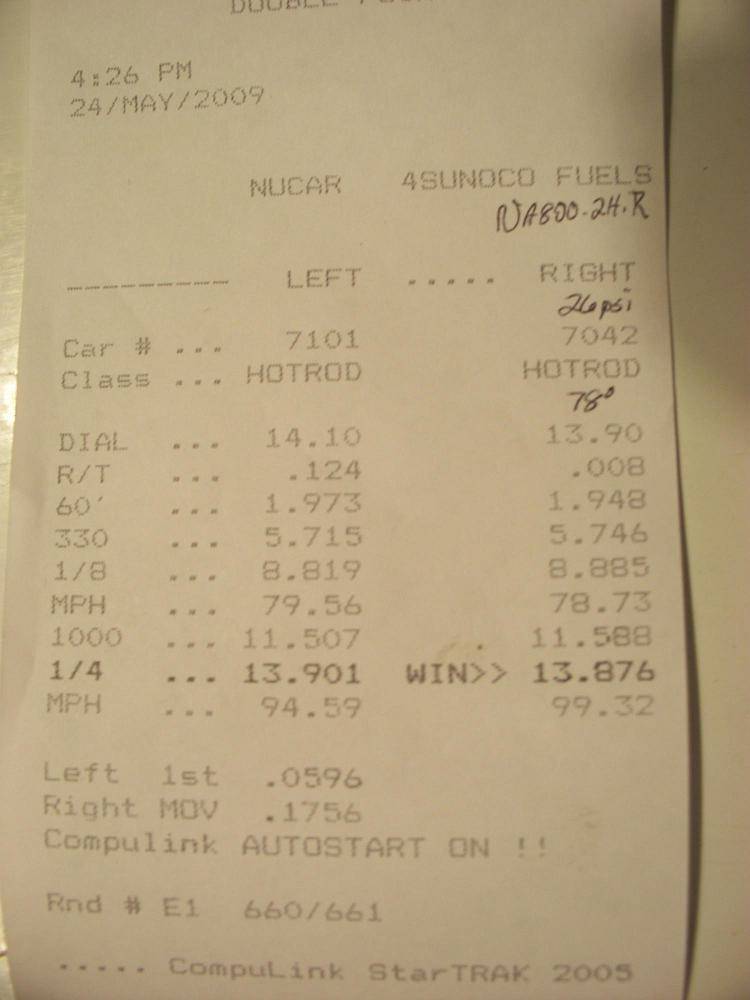 DOUBLE
4:26 PM
24/MAY/2009
NUCAR 4SUNOCO FUELS
NA800-2H.R
--------- LEFT ..... RIGHT
26psi
Car # ... 7101 7042
Class ... HOTROD HOTROD
78°
DIAL ... 14.10 13.90
R/T ... .124 .008
60' ... 1.973 1.948
330 ... 5.715 5.746
1/8 ... 8.819 8.885
MPH ... 79.56 78.73
1000 ... 11.507 11.588
1/4 ... 13.901 WIN>> 13.876
MPH ... 94.59 99.32
Left 1st .0596
Right MOV .1756
Compulink AUTOSTART ON !!
Rnd # E1 660/661
..... CompuLink StarTRAK 2005